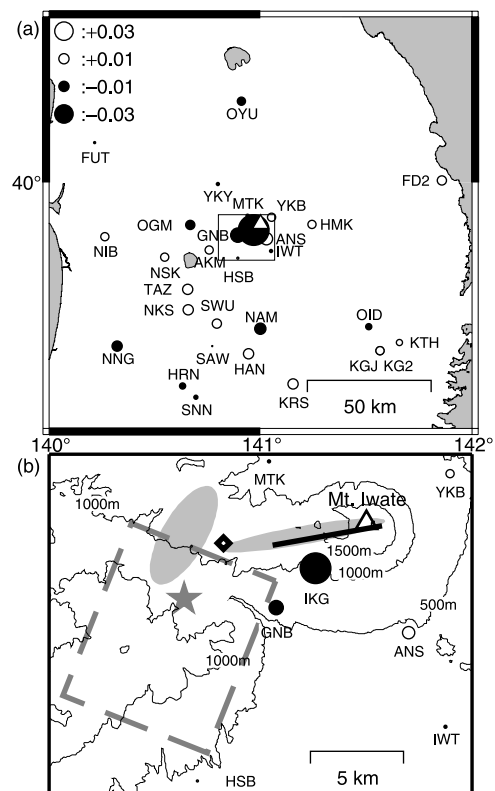 (a)
:+0.03
:+0.01
:−0.01
:−0.03
OYU
FUT
40°
FD2
YKY
MTK
YKB
OGM
GNB
HMK
NIB
ANS
IWT
NSK
AKM
HSB
TAZ
NKS
SWU
NAM
OID
KTH
NNG
SAW
HAN
KGJ KG2
HRN
SNN
KRS
50 km
140°
141°
142°
(b)
MTK
1000m
Mt. Iwate
YKB
1500m
1000m
IKG
500m
GNB
1000m
ANS
IWT
HSB
5 km